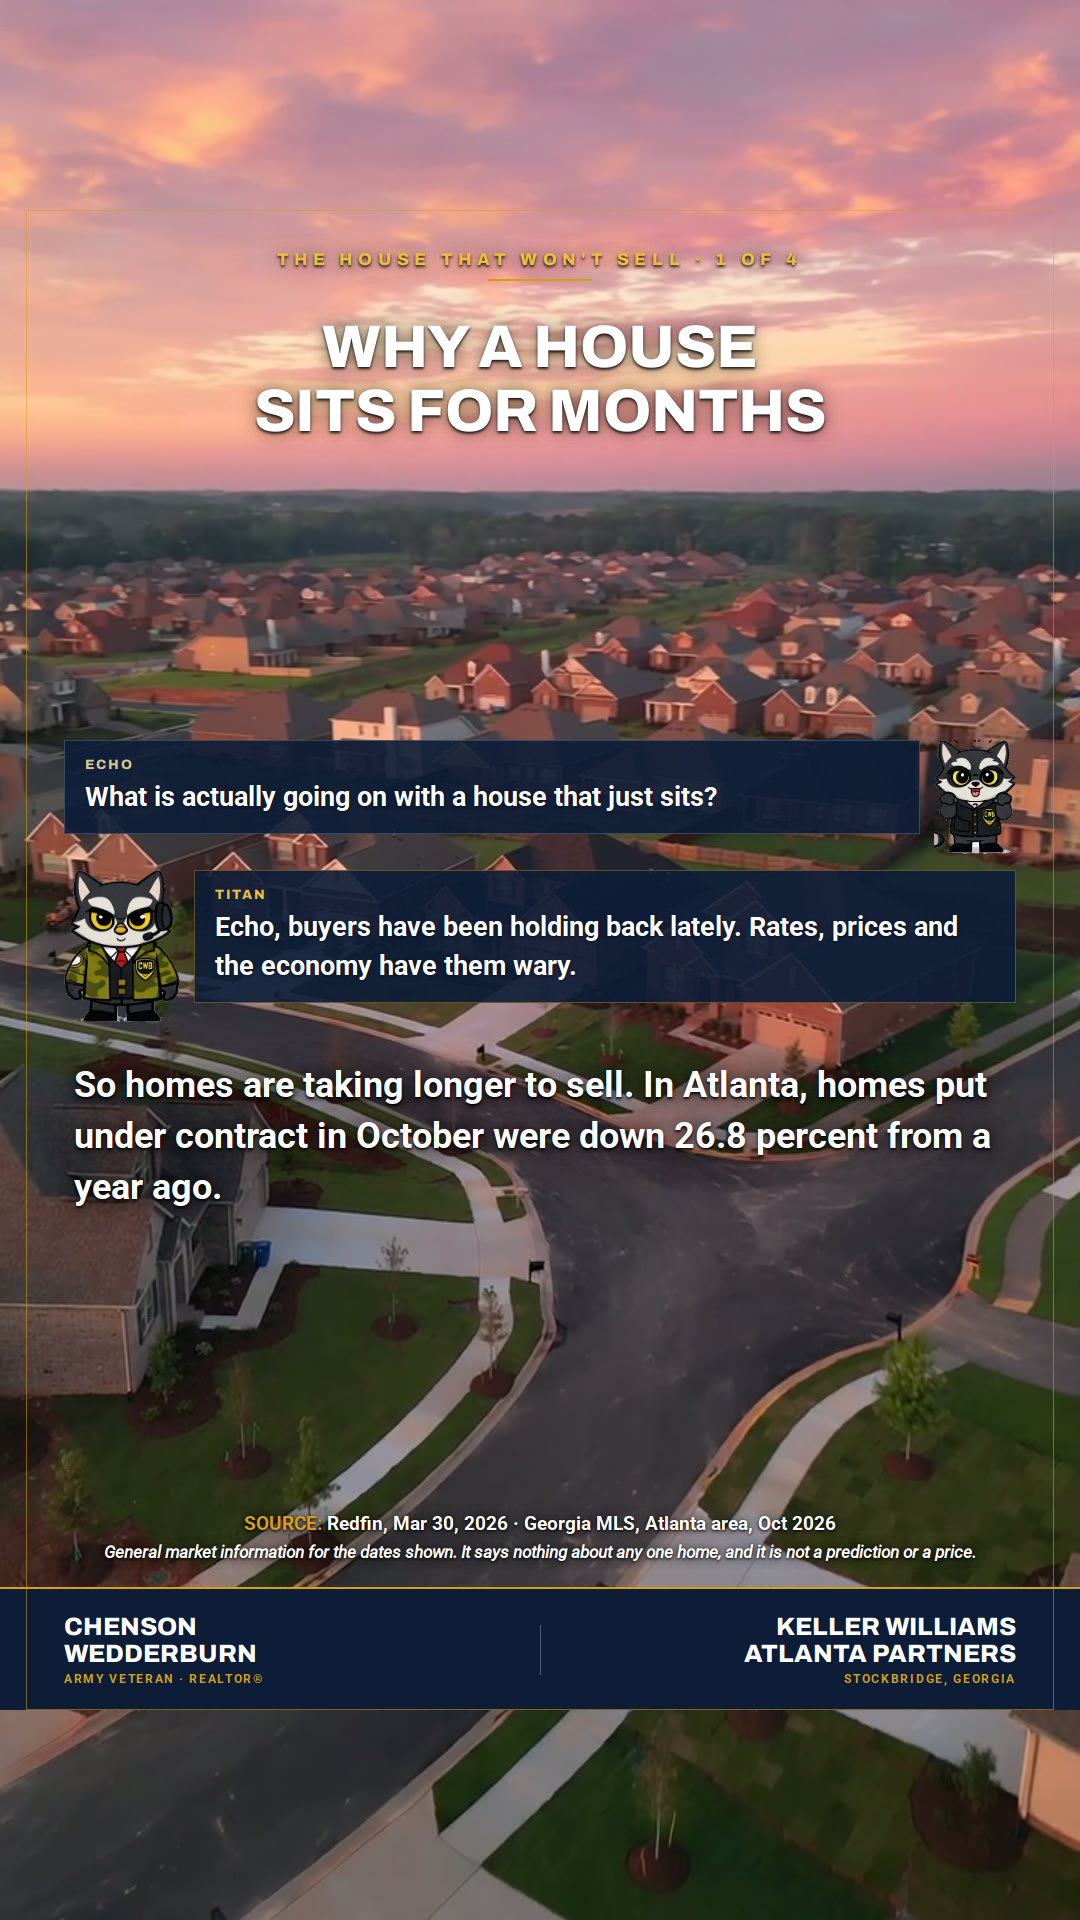 THE HOUSE THAT WON'T SELL · 1 OF 4
WHY A HOUSE
SITS FOR MONTHS
ECHO
What is actually going on with a house that just sits?
TITAN
Echo, buyers have been holding back lately. Rates, prices and
the economy have them wary.
CWB
CWB
So homes are taking longer to sell. In Atlanta, homes put
under contract in October were down 26.8 percent from a
year ago.
SOURCE: Redfin, Mar 30, 2026 · Georgia MLS, Atlanta area, Oct 2026
General market information for the dates shown. It says nothing about any one home, and it is not a prediction or a price.
CHENSON
WEDDERBURN
ARMY VETERAN · REALTOR®
KELLER WILLIAMS
ATLANTA PARTNERS
STOCKBRIDGE, GEORGIA